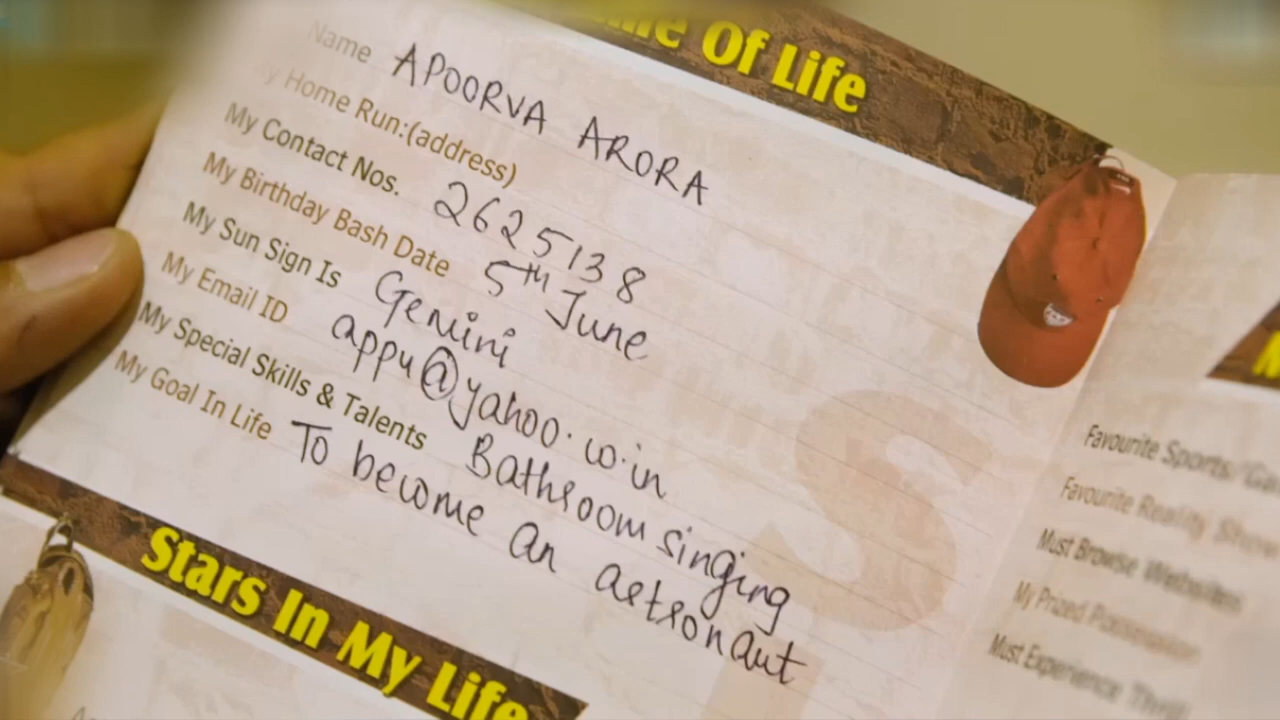 Of Life
Name APOORVA ARORA
Home Run:(address)
My Contact Nos. 2625138
My Birthday Bash Date 5TH June
My Sun Sign Is Gemini
My Email ID appu@yahoo.co.in
My Special Skills & Talents Bathroom singing
My Goal In Life To become an astronaut
Stars In My Life
Favourite Sports
Favourite Reality Show
Must Browse Websites
My Prized Possession
Must Experience